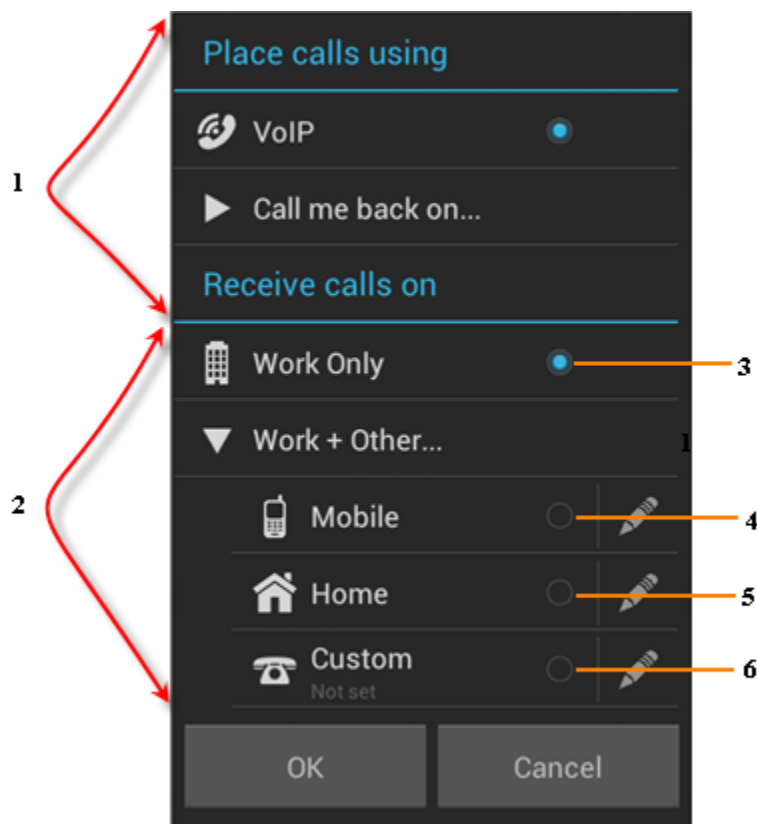 Place calls using
VoIP
1
Call me back on...
Receive calls on
Work Only
3
Work + Other...
1
2
Mobile
4
Home
5
Custom
6
Not set
OK
Cancel